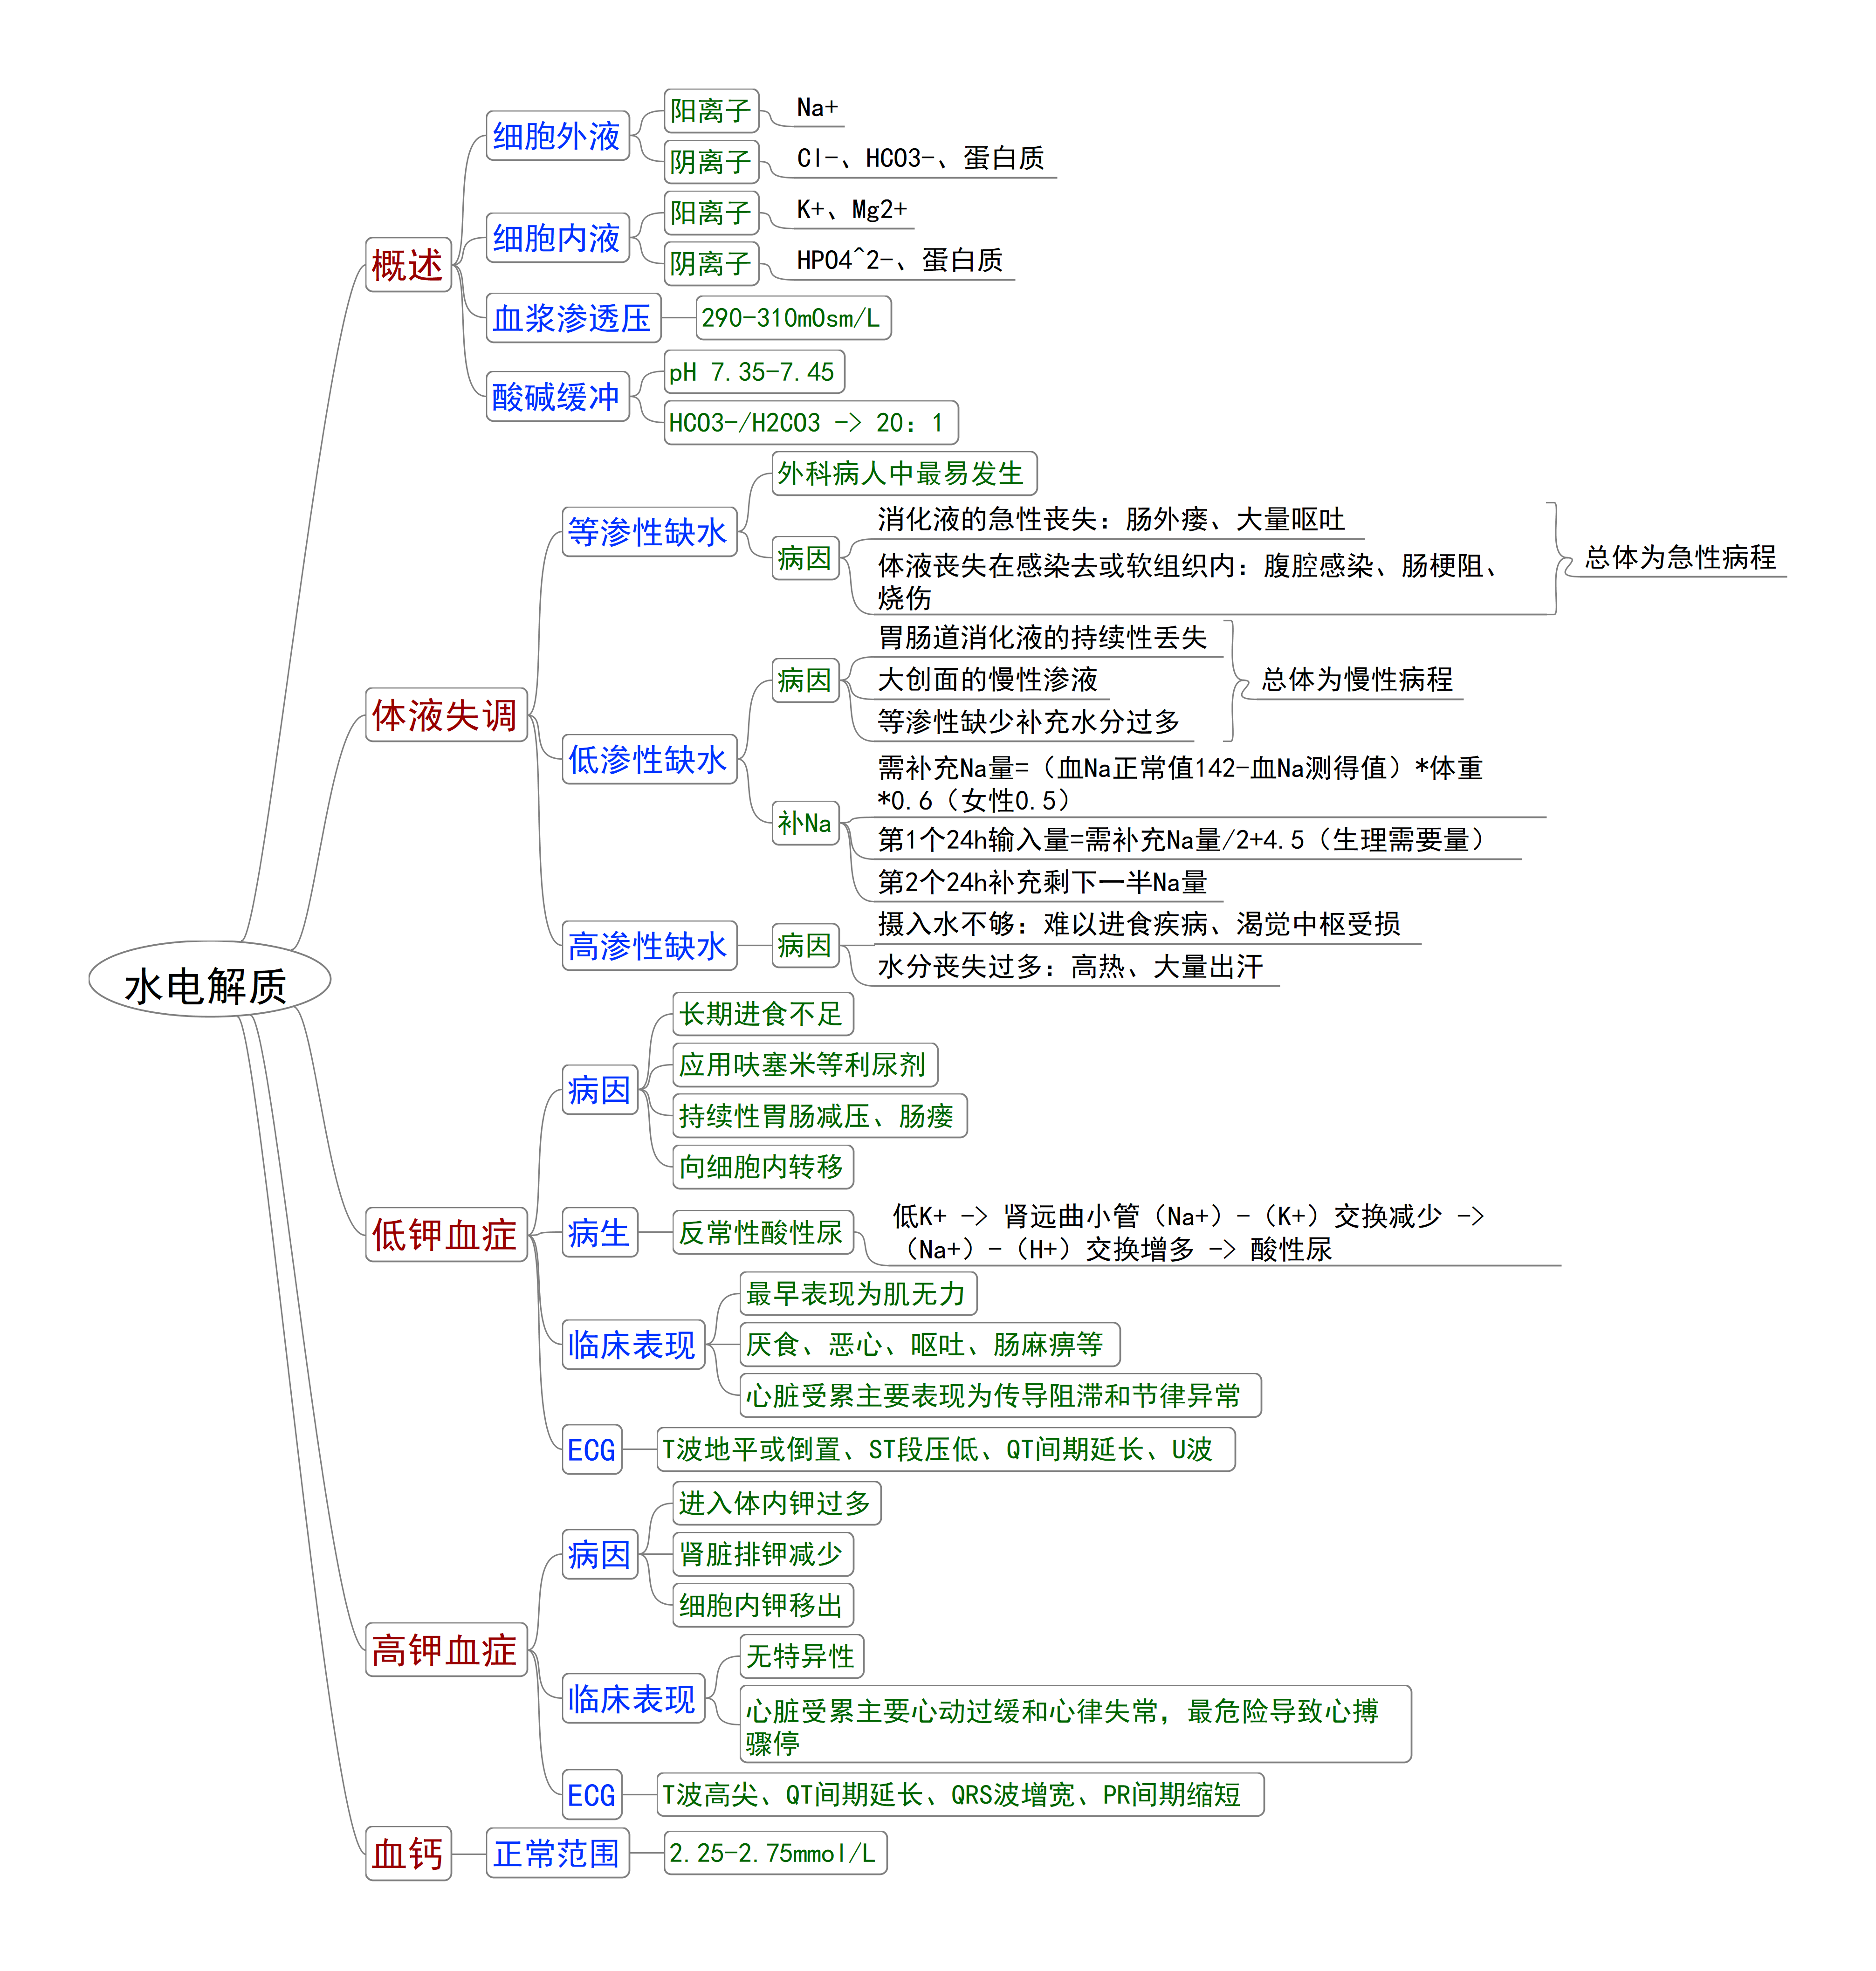 水电解质
概述
细胞外液
阳离子
Na+
阴离子
Cl-、HCO3-、蛋白质
细胞内液
阳离子
K+、Mg2+
阴离子
HPO4^2-、蛋白质
血浆渗透压
290-310mOsm/L
酸碱缓冲
pH 7.35-7.45
HCO3-/H2CO3 -> 20：1
体液失调
等渗性缺水
外科病人中最易发生
病因
消化液的急性丧失：肠外瘘、大量呕吐
体液丧失在感染去或软组织内：腹腔感染、肠梗阻、
烧伤
总体为急性病程
低渗性缺水
病因
胃肠道消化液的持续性丢失
大创面的慢性渗液
等渗性缺少补充水分过多
总体为慢性病程
补Na
需补充Na量=（血Na正常值142-血Na测得值）*体重
*0.6（女性0.5）
第1个24h输入量=需补充Na量/2+4.5（生理需要量）
第2个24h补充剩下一半Na量
高渗性缺水
病因
摄入水不够：难以进食疾病、渴觉中枢受损
水分丧失过多：高热、大量出汗
低钾血症
病因
长期进食不足
应用呋塞米等利尿剂
持续性胃肠减压、肠瘘
向细胞内转移
病生
反常性酸性尿
低K+ -> 肾远曲小管（Na+）-（K+）交换减少 ->
（Na+）-（H+）交换增多 -> 酸性尿
临床表现
最早表现为肌无力
厌食、恶心、呕吐、肠麻痹等
心脏受累主要表现为传导阻滞和节律异常
ECG
T波地平或倒置、ST段压低、QT间期延长、U波
高钾血症
病因
进入体内钾过多
肾脏排钾减少
细胞内钾移出
临床表现
无特异性
心脏受累主要心动过缓和心律失常，最危险导致心搏
骤停
ECG
T波高尖、QT间期延长、QRS波增宽、PR间期缩短
血钙
正常范围
2.25-2.75mmol/L